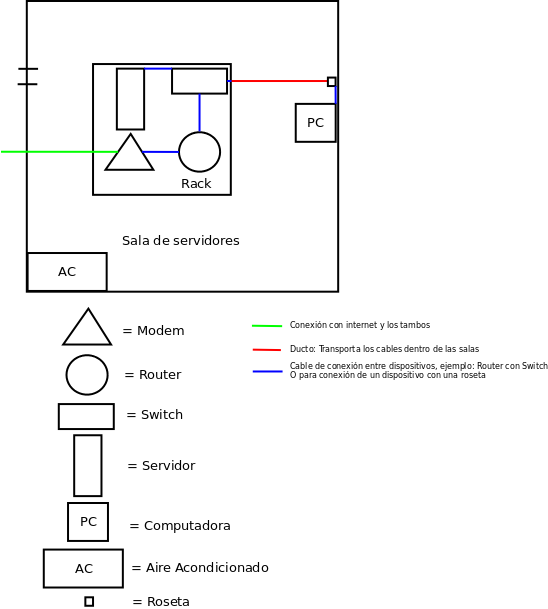 PC
Rack
Sala de servidores
AC
= Modem
Conexión con internet y los tambos
Ducto: Transporta los cables dentro de las salas
= Router
Cable de conexión entre dispositivos, ejemplo: Router con Switch
O para conexión de un dispositivo con una roseta
= Switch
= Servidor
PC = Computadora
AC = Aire Acondicionado
= Roseta